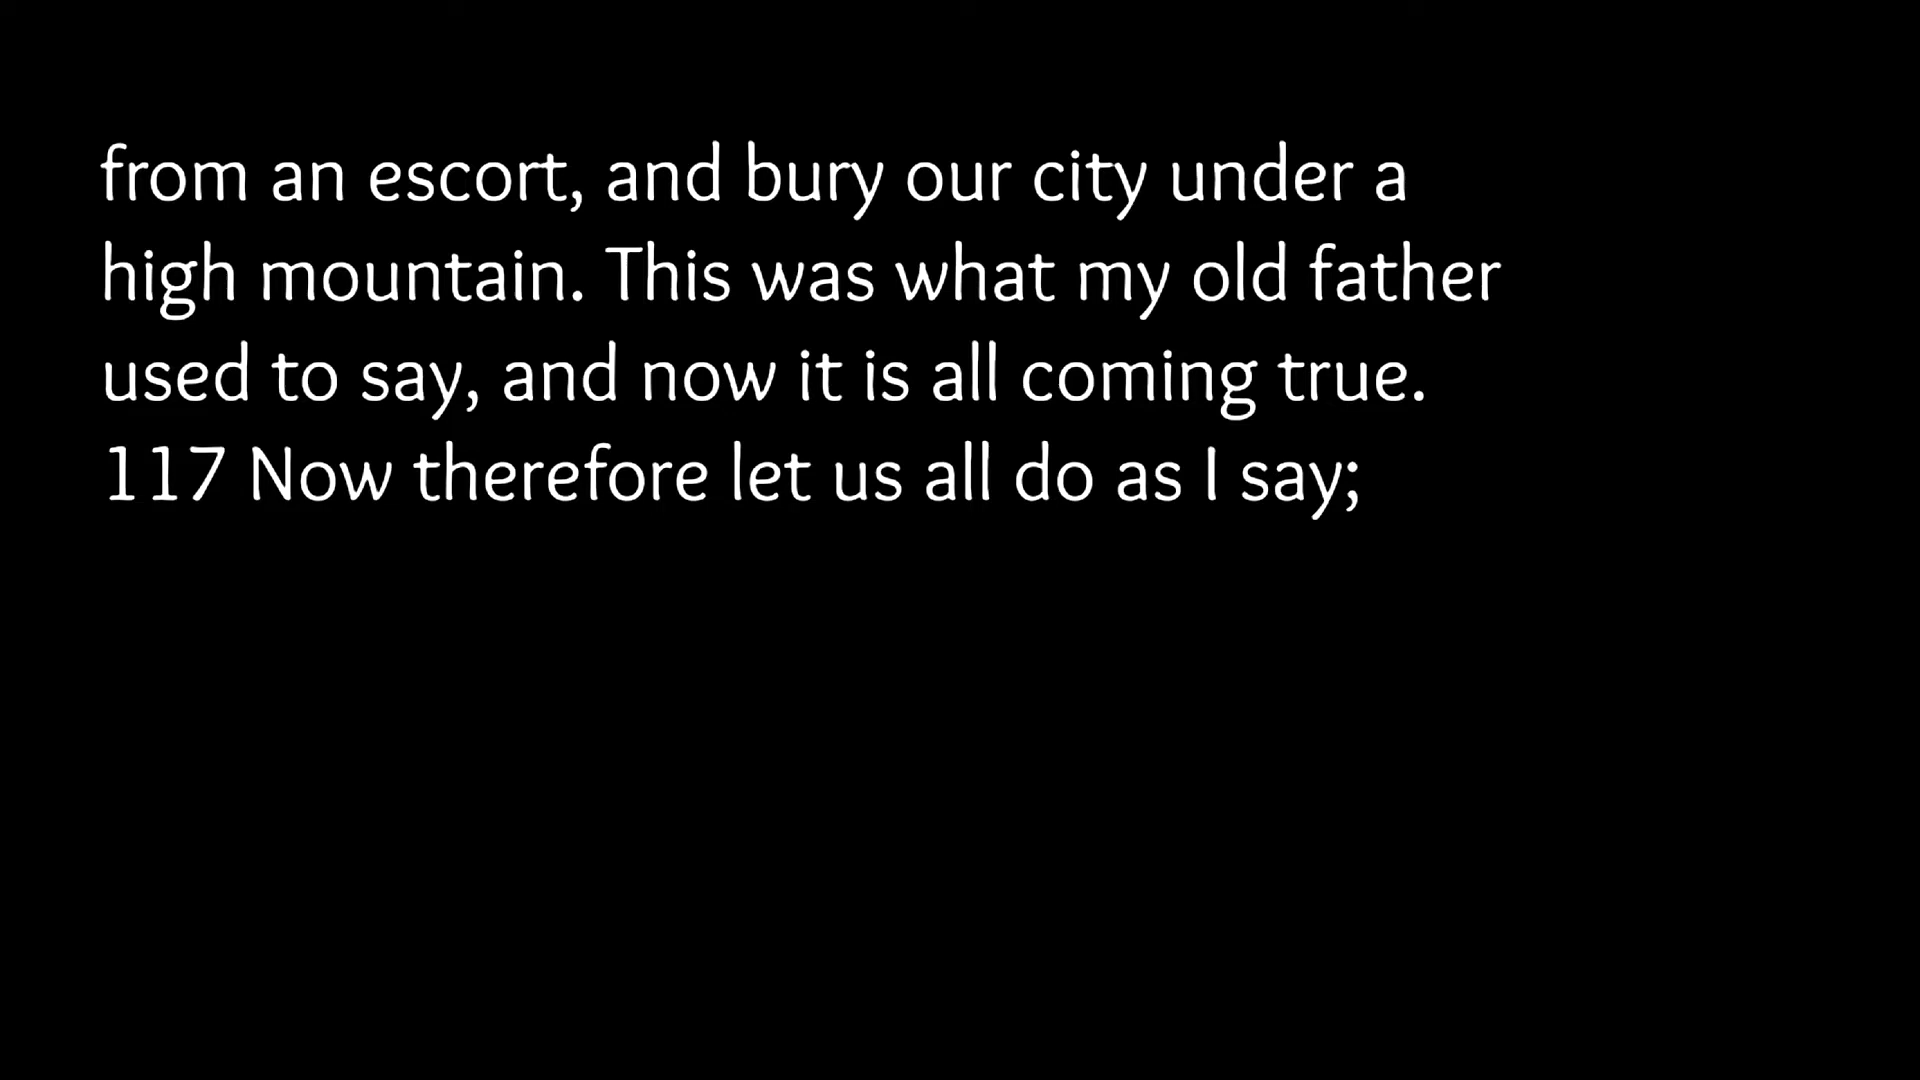 from an escort, and bury our city under a
high mountain. This was what my old father
used to say, and now it is all coming true.
117 Now therefore let us all do as I say;